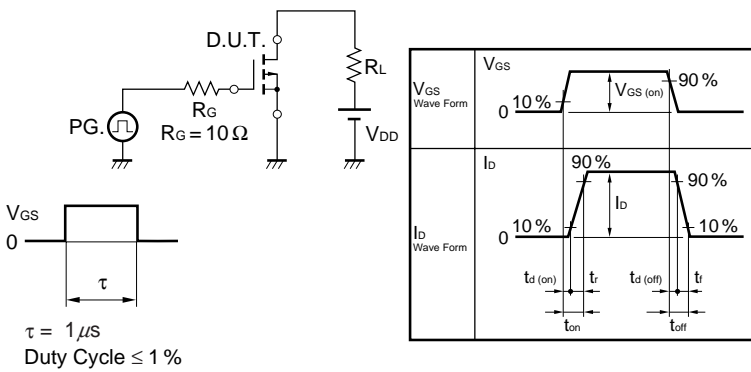 D.U.T.
RL
RG
PG.
RG = 10 Ω
VDD
VGS
0
τ
τ = 1 μs
Duty Cycle ≤ 1 %
VGS
Wave Form
VGS
90 %
VGS (on)
10 %
0
ID
Wave Form
ID
90 %
90 %
ID
10 %
10 %
0
td (on)
tr
td (off)
tf
ton
toff